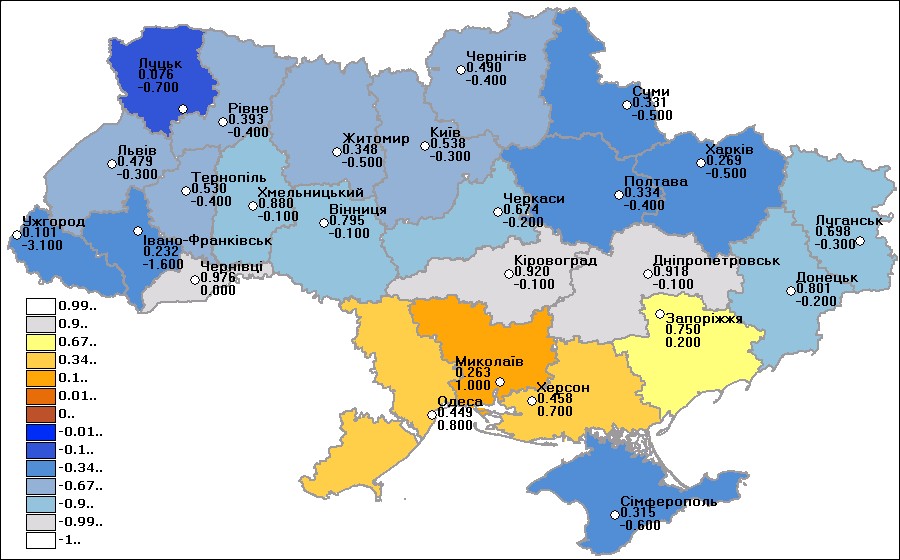 Чернігів
0.490
-0.400
Луцьк
0.076
-0.700
Суми
0.331
-0.500
Рівне
0.393
-0.400
Житомир
0.348
-0.500
Київ
0.538
-0.300
Харків
0.269
-0.500
Львів
0.479
-0.300
Тернопіль
0.530
-0.400
Хмельницький
0.880
-0.100
Вінниця
0.795
-0.100
Черкаси
0.674
-0.200
Полтава
0.334
-0.400
Ужгород
0.101
-3.100
Івано-Франківськ
0.232
-1.600
Луганськ
0.698
-0.300
Чернівці
0.976
0.000
Кіровоград
0.920
-0.100
Дніпропетровськ
0.918
-0.100
Донецьк
0.801
-0.200
Запоріжжя
0.750
0.200
Миколаїв
0.263
1.000
Херсон
0.458
0.700
Одеса
0.449
0.800
Сімферополь
0.315
-0.600
0.99..
0.9..
0.67..
0.34..
0.1..
0.01..
0..
-0.01..
-0.1..
-0.34..
-0.67..
-0.9..
-0.99..
-1..